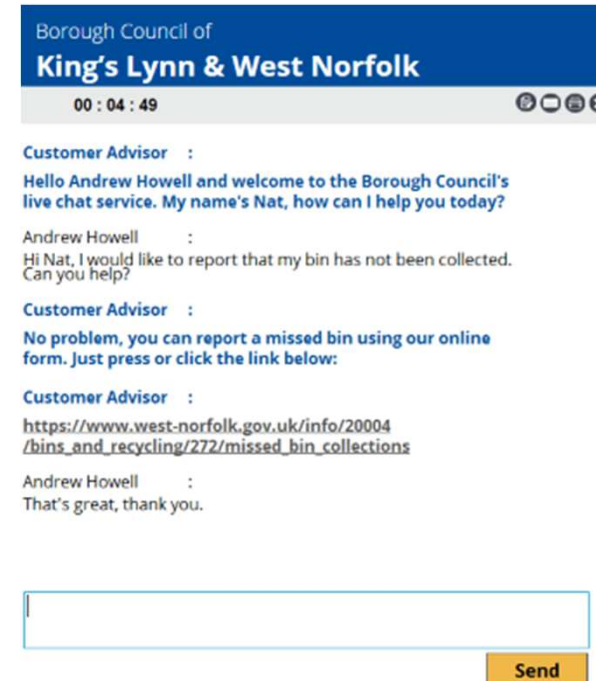 Borough Council of
King's Lynn & West Norfolk
00 : 04 : 49
Customer Advisor :
Hello Andrew Howell and welcome to the Borough Council's
live chat service. My name's Nat, how can I help you today?
Andrew Howell :
Hi Nat, I would like to report that my bin has not been collected.
Can you help?
Customer Advisor :
No problem, you can report a missed bin using our online
form. Just press or click the link below:
Customer Advisor :
https://www.west-norfolk.gov.uk/info/20004
/bins_and_recycling/272/missed_bin_collections
Andrew Howell :
That's great, thank you.
Send